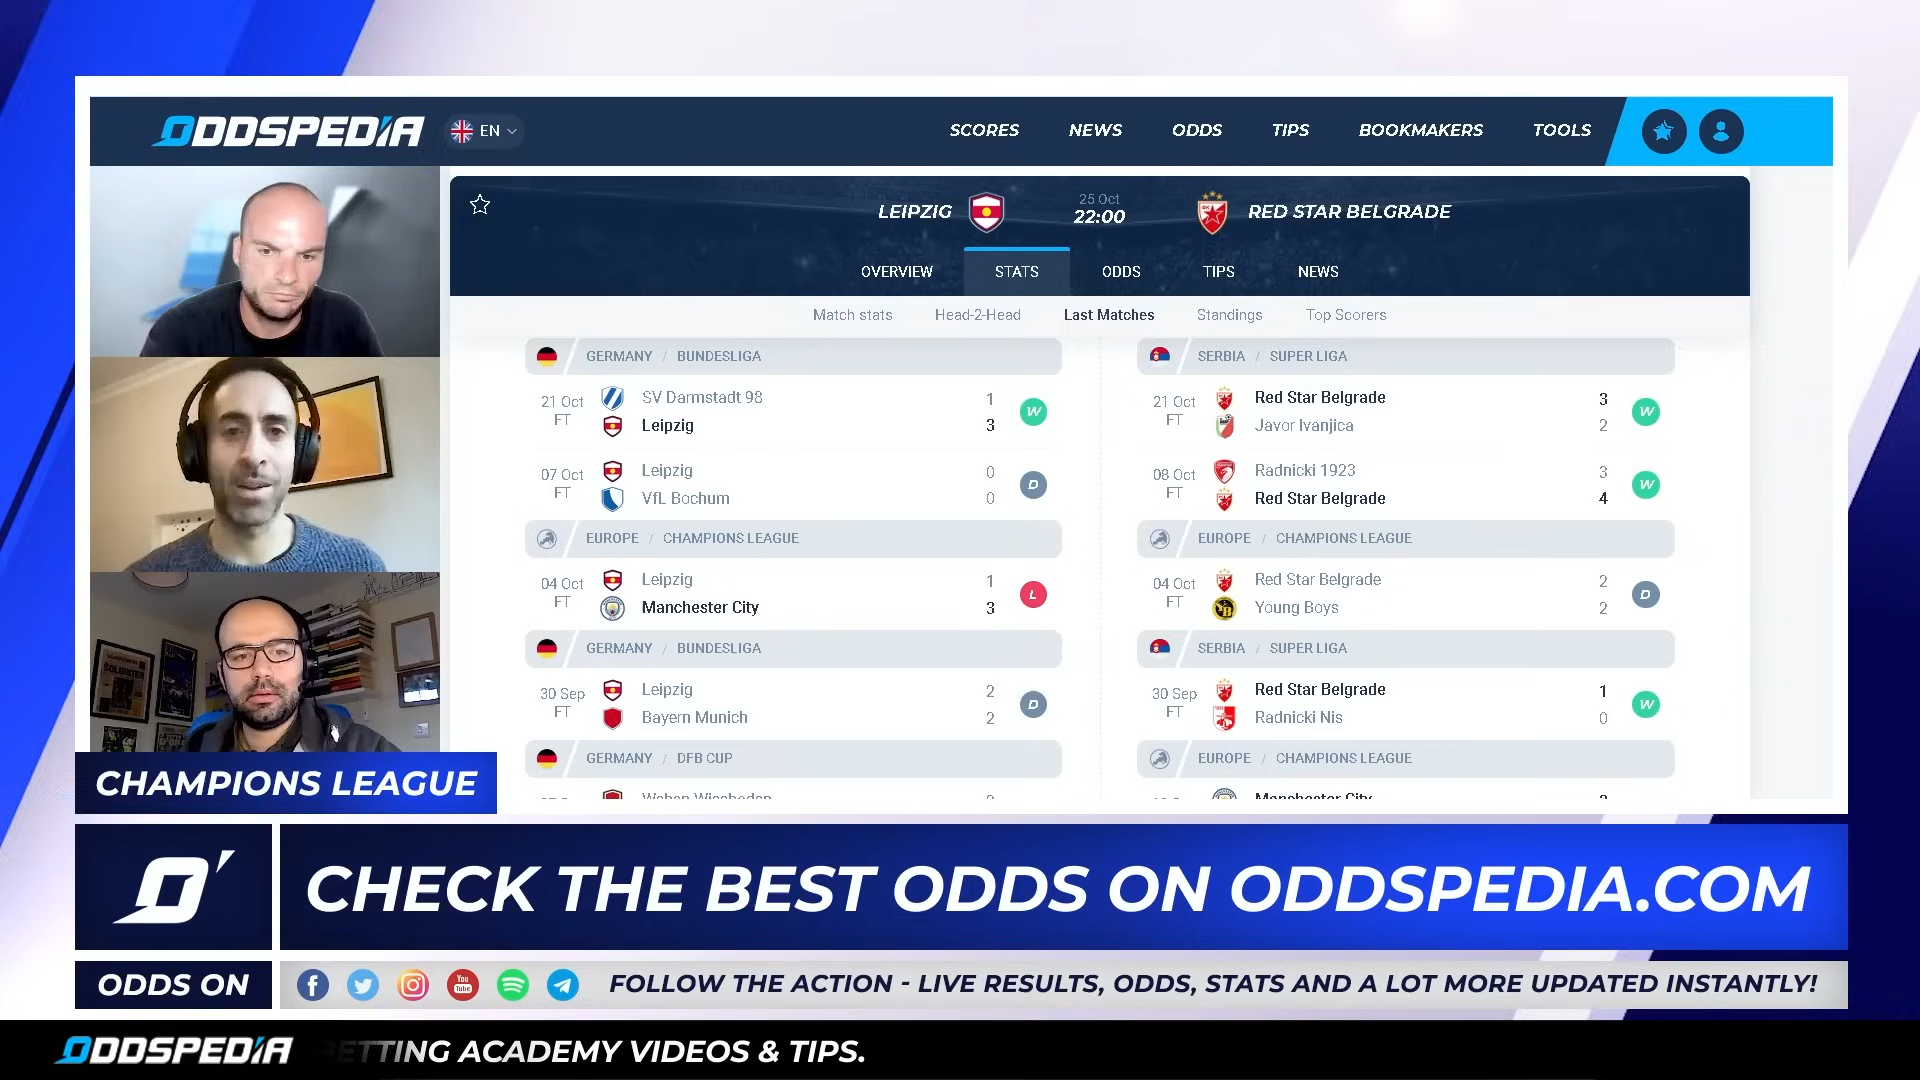 ODDSPEDIA
EN
SCORES
NEWS
ODDS
TIPS
BOOKMAKERS
TOOLS
LEIPZIG
25 Oct
22:00
RED STAR BELGRADE
OVERVIEW
STATS
ODDS
TIPS
NEWS
Match stats
Head-2-Head
Last Matches
Standings
Top Scorers
GERMANY / BUNDESLIGA
21 Oct
FT
SV Darmstadt 98 1
Leipzig 3
W
07 Oct
FT
Leipzig 0
VfL Bochum 0
D
EUROPE / CHAMPIONS LEAGUE
04 Oct
FT
Leipzig 1
Manchester City 3
L
GERMANY / BUNDESLIGA
30 Sep
FT
Leipzig 2
Bayern Munich 2
D
GERMANY / DFB CUP
SERBIA / SUPER LIGA
21 Oct
FT
Red Star Belgrade 3
Javor Ivanjica 2
W
08 Oct
FT
Radnicki 1923 3
Red Star Belgrade 4
W
EUROPE / CHAMPIONS LEAGUE
04 Oct
FT
Red Star Belgrade 2
Young Boys 2
D
SERBIA / SUPER LIGA
30 Sep
FT
Red Star Belgrade 1
Radnicki Nis 0
W
EUROPE / CHAMPIONS LEAGUE
Manchester City
CHAMPIONS LEAGUE
CHECK THE BEST ODDS ON ODDSPEDIA.COM
ODDS ON
FOLLOW THE ACTION - LIVE RESULTS, ODDS, STATS AND A LOT MORE UPDATED INSTANTLY!
ODDSPEDIA
ETTING ACADEMY VIDEOS & TIPS.